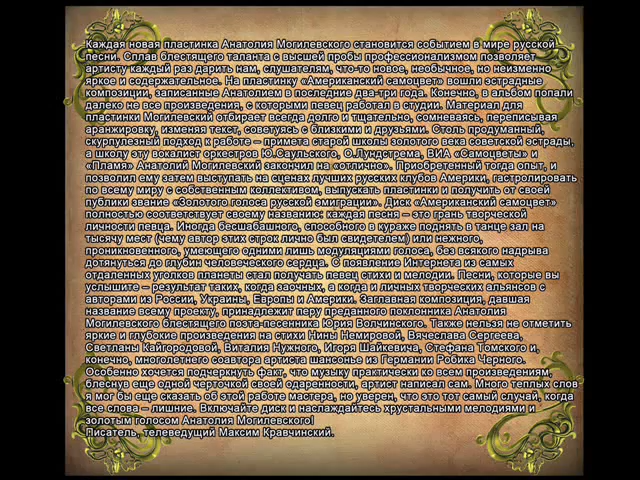 Каждая новая пластинка Анатолия Могилевского становится событием в мире русской
песни. Сплав блестящего таланта с высшей пробы профессионализмом позволяет
артисту каждый раз дарить нам, слушателям, что-то новое, необычное, но неизменно
яркое и содержательное. На пластинку «Американский самоцвет» вошли эстрадные
композиции, записанные Анатолием в последние два-три года. Конечно, в альбом попали
далеко не все произведения, с которыми певец работал в студии. Материал для
пластинки Могилевский отбирает всегда долго и тщательно, сомневаясь, переписывая
аранжировку, изменяя текст, советуясь с близкими и друзьями. Столь продуманный,
скурпулезный подход к работе – примета старой школы золотого века советской эстрады,
а школу эту вокалист оркестров Ю.Саульского, О.Лундстрема, ВИА «Самоцветы» и
«Пламя» Анатолий Могилевский закончил на «отлично». Приобретенный тогда опыт, и
позволил ему затем выступать на сценах лучших русских клубов Америки, гастролировать
по всему миру с собственным коллективом, выпускать пластинки и получить от своей
публики звание «Золотого голоса русской эмиграции». Диск «Американский самоцвет»
полностью соответствует своему названию: каждая песня – это грань творческой
личности певца. Иногда бесшабашного, способного в кураже поднять в танце зал на
тысячу мест (чему автор этих строк лично был свидетелем) или нежного,
проникновенного, умеющего одними лишь модуляциями голоса, без всякого надрыва
дотянуться до глубин человеческого сердца. С появление Интернета из самых
отдаленных уголков планеты стал получать певец стихи и мелодии. Песни, которые вы
услышите – результат таких, когда заочных, а когда и личных творческих альянсов с
авторами из России, Украины, Европы и Америки. Заглавная композиция, давшая
название всему проекту, принадлежит перу преданного поклонника Анатолия
Могилевского блестящего поэта-песенника Юрия Волчинского. Также нельзя не отметить
яркие и глубокие произведения на стихи Нины Немировой, Вячеслава Сергеева,
Светланы Кайгородовой, Виталия Нужного, Игоря Шайкевича, Стефана Томского и,
конечно, многолетнего соавтора артиста шансонье из Германии Робика Черного.
Особенно хочется подчеркнуть факт, что музыку практически ко всем произведениям,
блеснув еще одной черточкой своей одаренности, артист написал сам. Много теплых слов
я мог бы еще сказать об этой работе мастера, но уверен, что это тот самый случай, когда
все слова – лишние. Включайте диск и наслаждайтесь хрустальными мелодиями и
золотым голосом Анатолия Могилевского!
Писатель, телеведущий Максим Кравчинский.